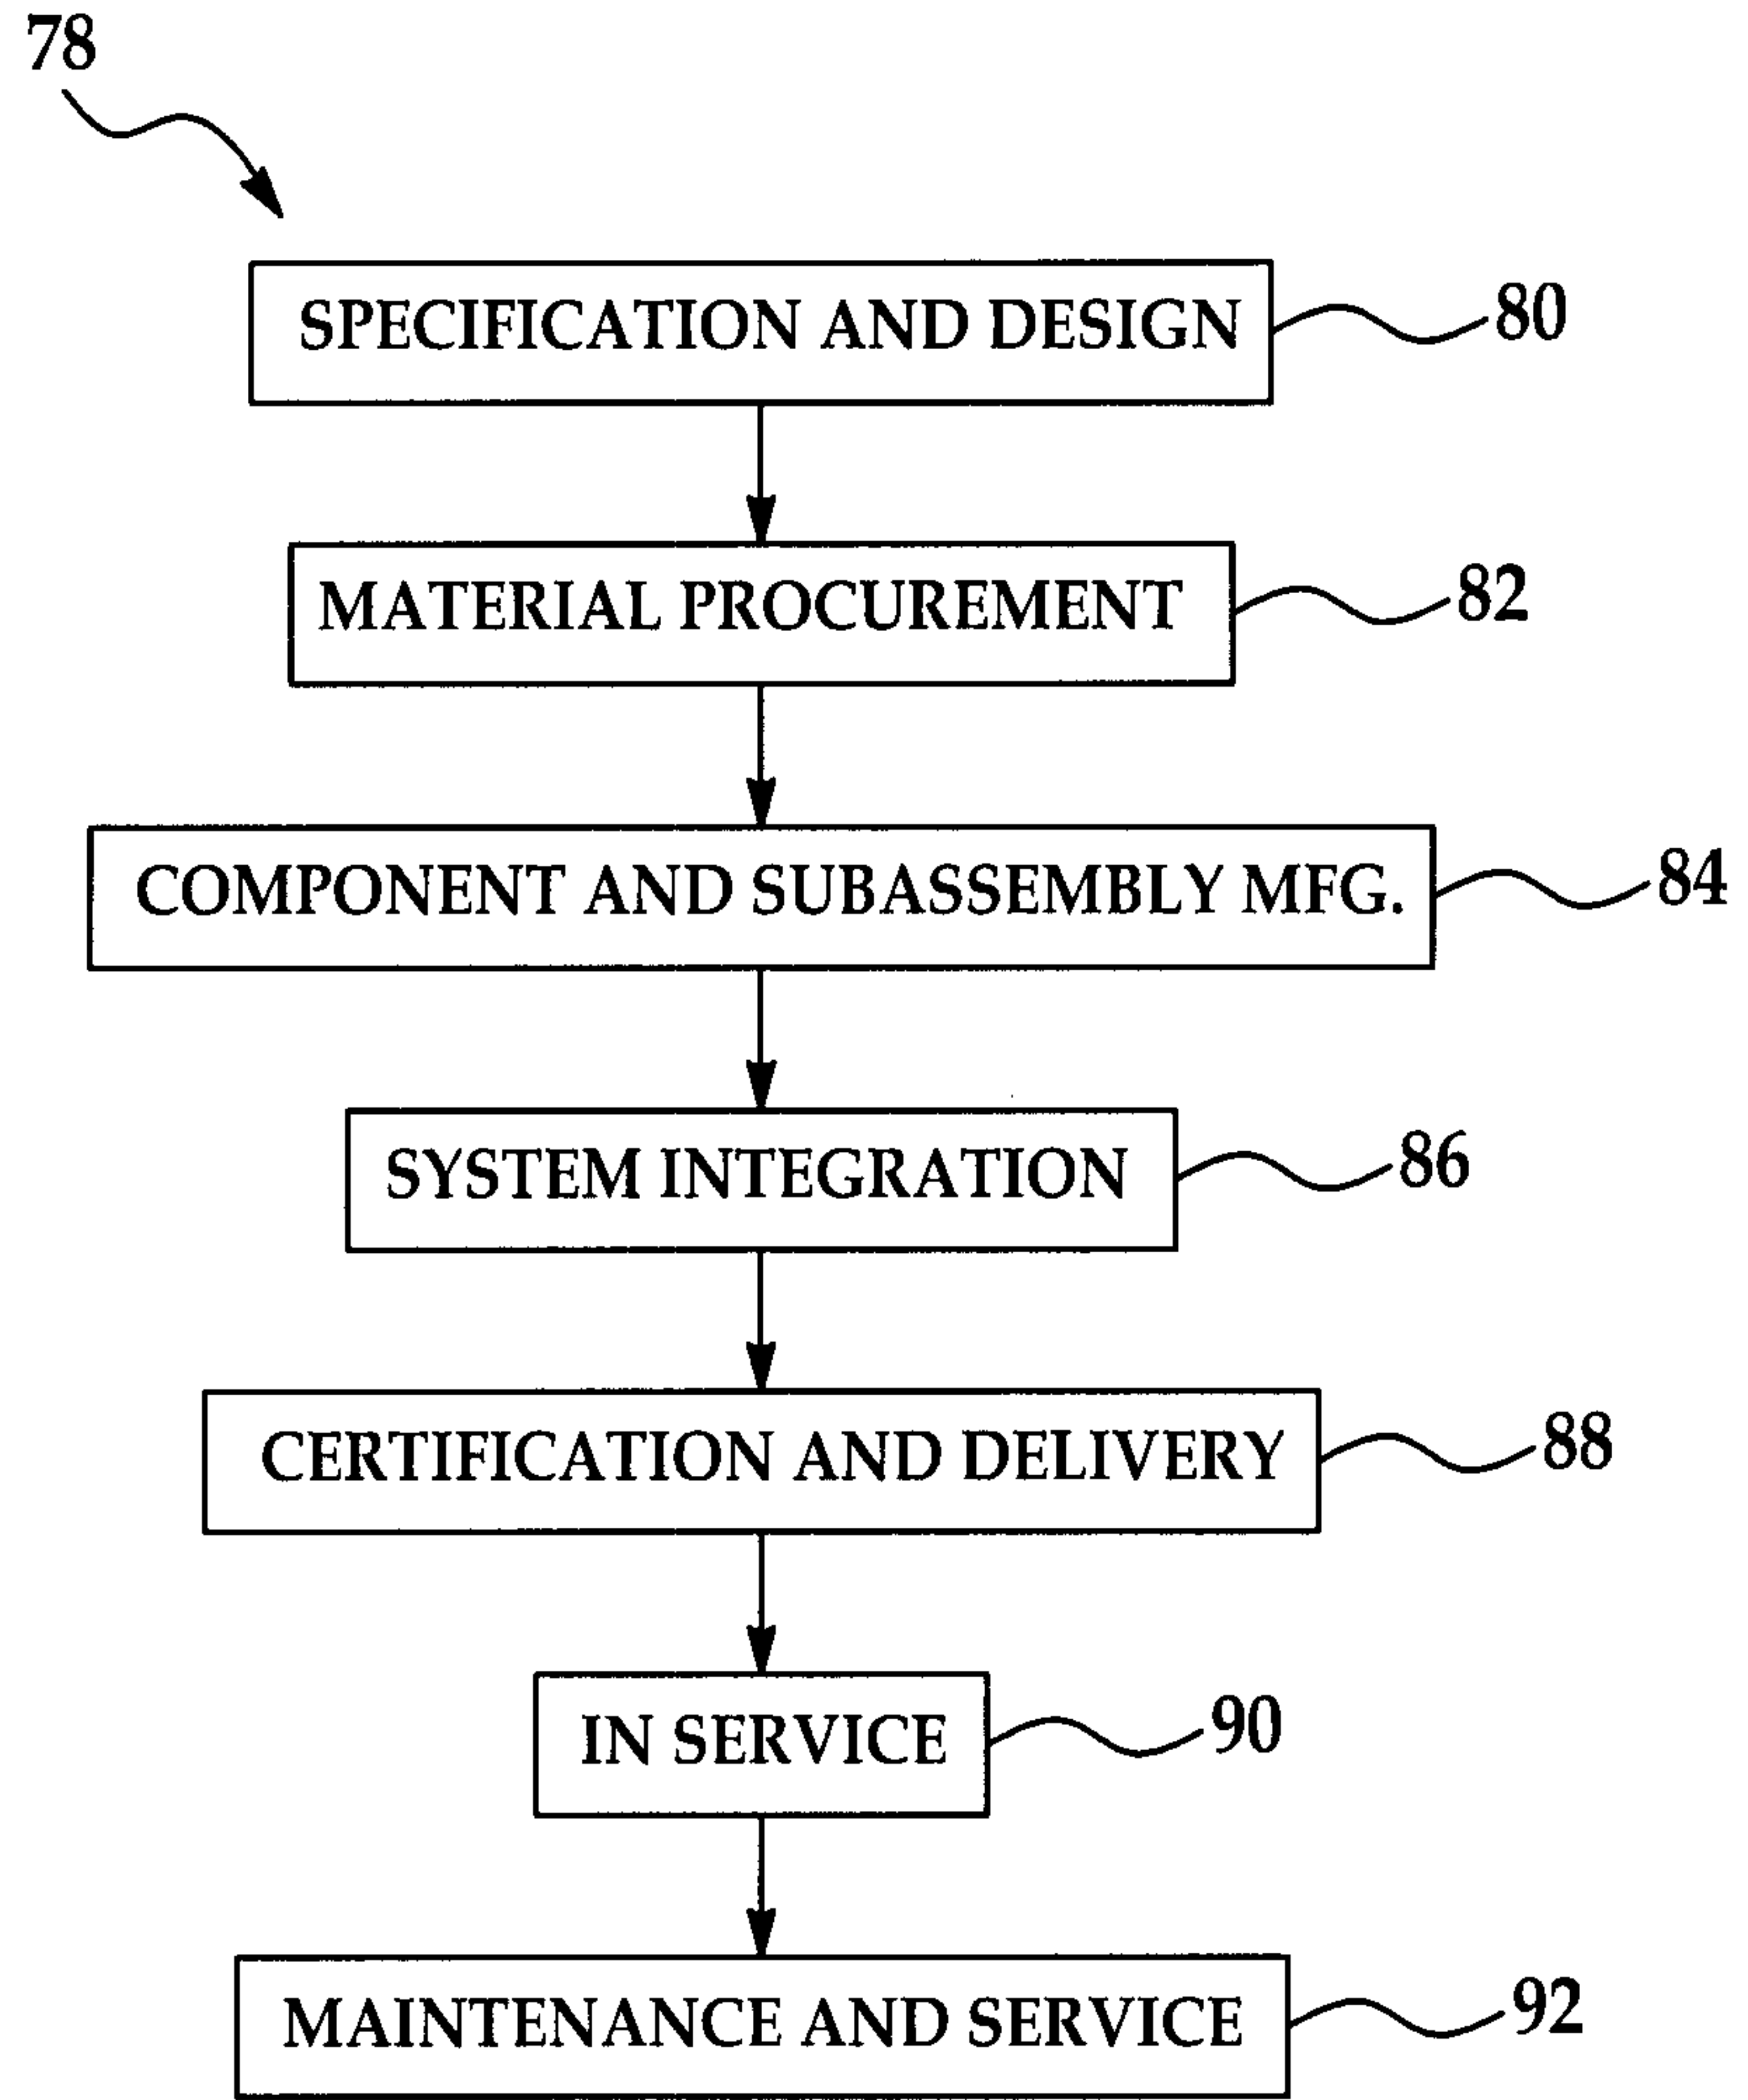 78
SPECIFICATION AND DESIGN 80
MATERIAL PROCUREMENT 82
COMPONENT AND SUBASSEMBLY MFG. 84
SYSTEM INTEGRATION 86
CERTIFICATION AND DELIVERY 88
IN SERVICE 90
MAINTENANCE AND SERVICE 92